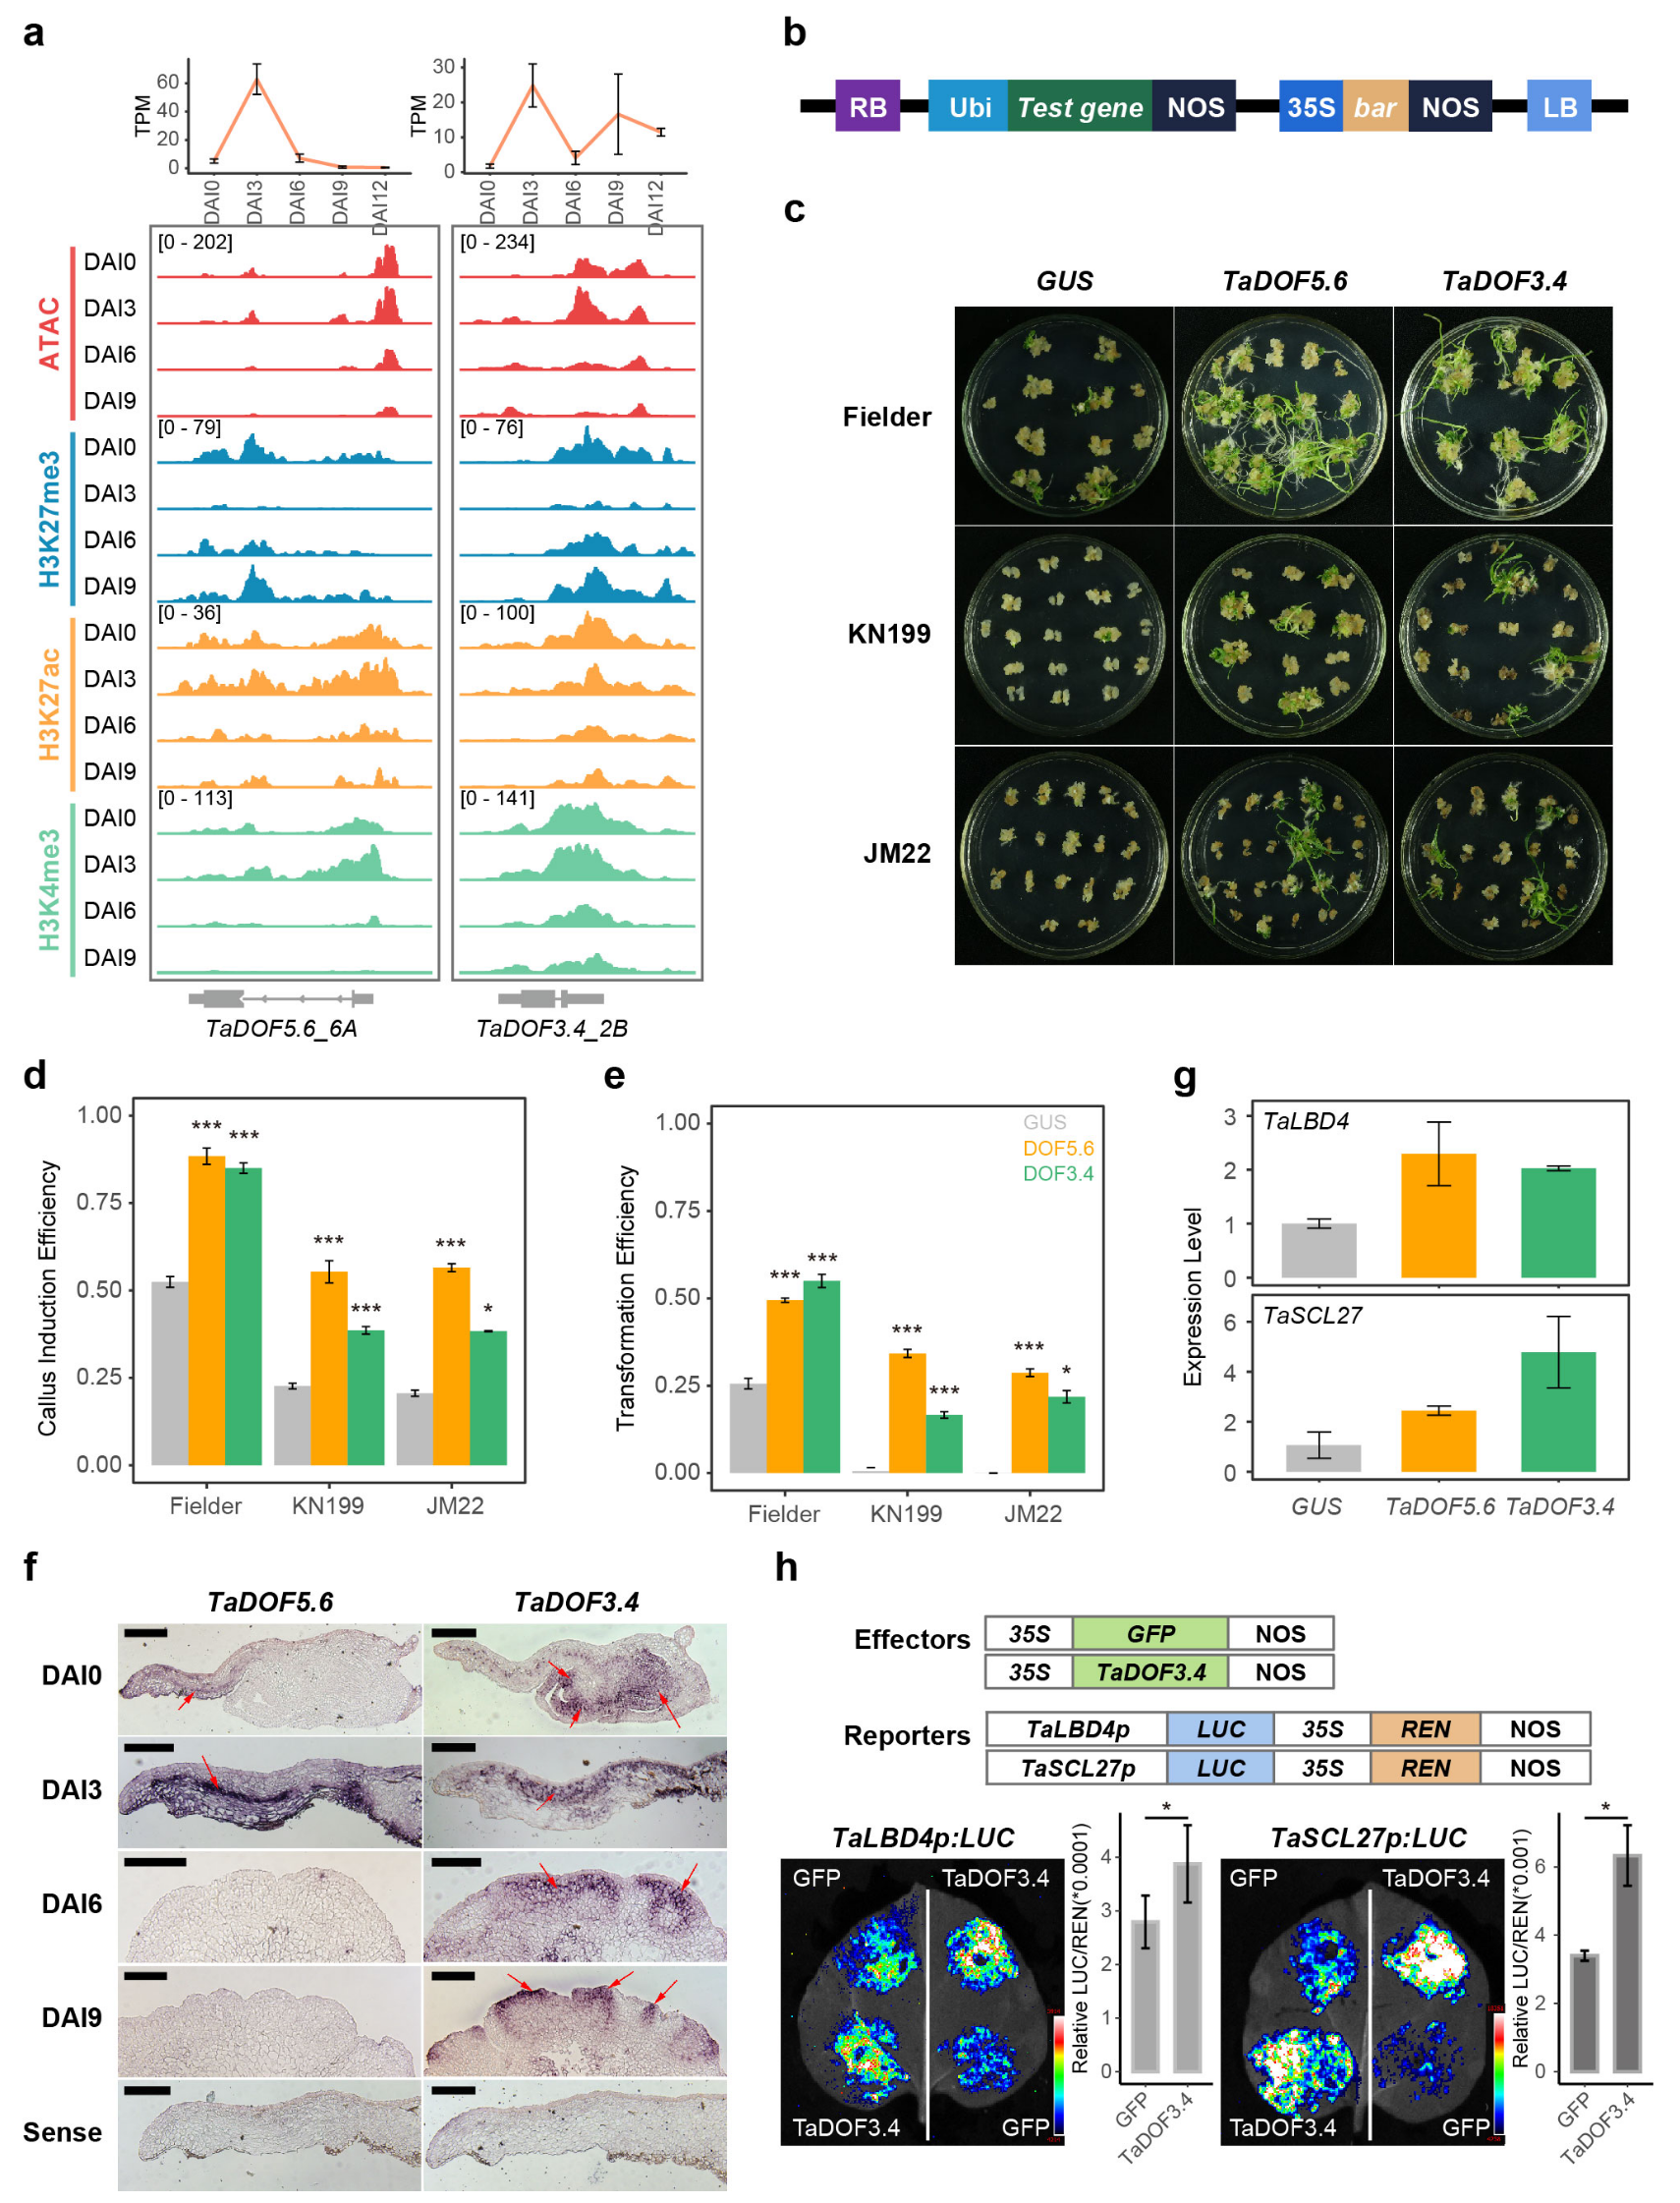 a
TPM
60
40
20
0
DAI0
DAI3
DAI6
DAI9
DAI12
TPM
30
20
10
0
DAI0
DAI3
DAI6
DAI9
DAI12
ATAC
[0 - 202] [0 - 234]
DAI0
DAI3
DAI6
DAI9
H3K27me3
[0 - 79] [0 - 76]
DAI0
DAI3
DAI6
DAI9
H3K27ac
[0 - 36] [0 - 100]
DAI0
DAI3
DAI6
DAI9
H3K4me3
[0 - 113] [0 - 141]
DAI0
DAI3
DAI6
DAI9
TaDOF5.6_6A TaDOF3.4_2B
b
RB Ubi Test gene NOS 35S bar NOS LB
c
GUS TaDOF5.6 TaDOF3.4
Fielder
KN199
JM22
d
Callus Induction Efficiency
1.00
0.75
0.50
0.25
0.00
*** ***
*** ***
*** *
Fielder KN199 JM22
e
Transformation Efficiency
1.00
0.75
0.50
0.25
0.00
GUS
DOF5.6
DOF3.4
*** ***
*** ***
*** *
Fielder KN199 JM22
g
Expression Level
TaLBD4
3
2
1
0
TaSCL27
6
4
2
0
GUS TaDOF5.6 TaDOF3.4
f
TaDOF5.6 TaDOF3.4
DAI0
DAI3
DAI6
DAI9
Sense
h
Effectors
35S GFP NOS
35S TaDOF3.4 NOS
Reporters
TaLBD4p LUC 35S REN NOS
TaSCL27p LUC 35S REN NOS
TaLBD4p:LUC
GFP TaDOF3.4
TaDOF3.4 GFP
Relative LUC/REN(*0.0001)
4
3
2
1
0
*
GFP
TaDOF3.4
TaSCL27p:LUC
GFP TaDOF3.4
TaDOF3.4 GFP
Relative LUC/REN(*0.001)
6
4
2
0
*
GFP
TaDOF3.4